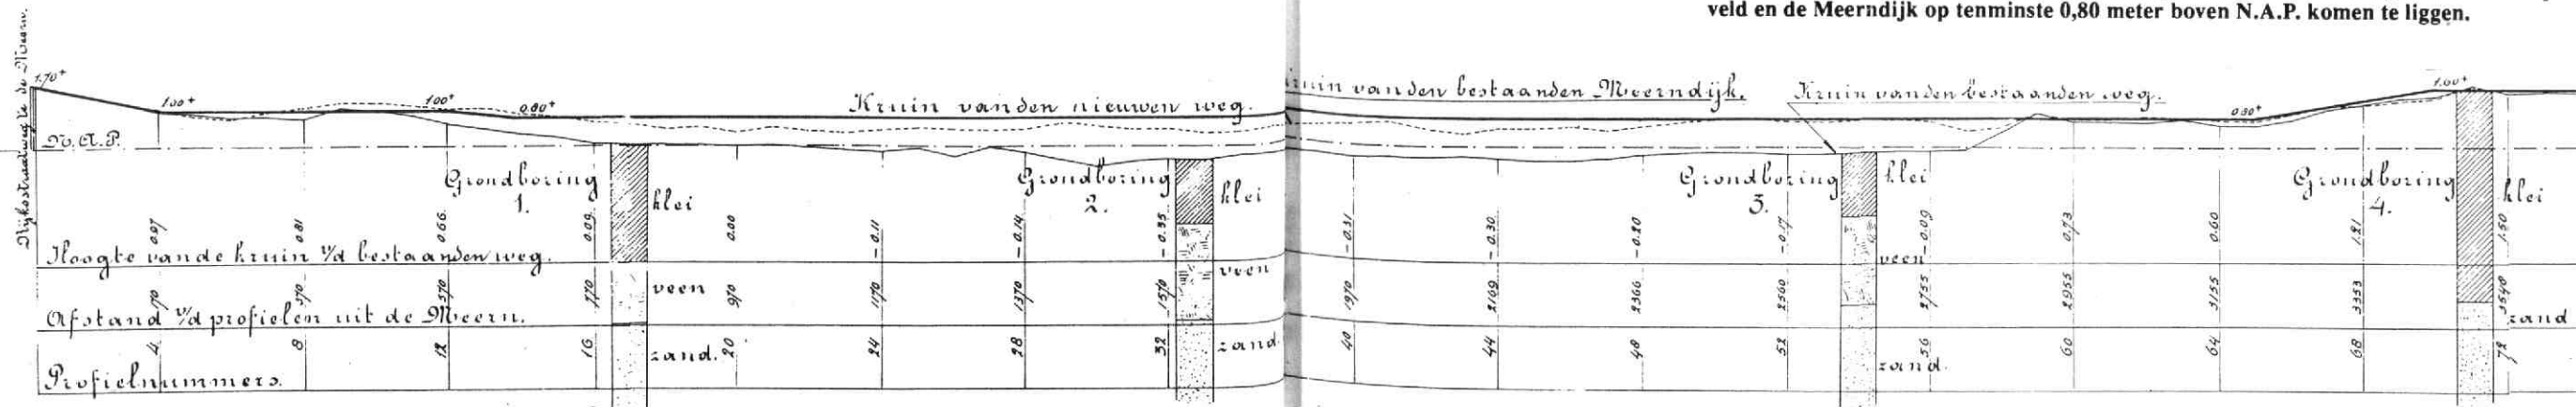 veld en de Meerndijk op tenminste 0,80 meter boven N.A.P. komen te liggen.
Rijksstraatweg te de Meern.
1.70+
1.00+
1.00+
0.80+
Kruin van den nieuwen weg.
Kruin van den bestaanden Meerndijk.
Kruin van den bestaanden weg.
0.80+
1.00+
N.A.P.
Grondboring 1.
klei
veen
zand.
Grondboring 2.
klei
veen
zand
Grondboring 3.
klei
veen
zand.
Grondboring 4.
klei
zand
Hoogte van de kruin v/d bestaanden weg.
0.97 0.81 0.66 0.09 0.00 -0.11 -0.14 -0.35 -0.31 -0.30 -0.20 -0.17 -0.09 0.73 0.60 1.21 1.50
Afstand v/d profielen uit de Meern.
170 370 570 770 970 1170 1370 1570 1970 2169 2366 2560 2755 2955 3155 3353 3540
Profielnummers.
4 8 12 16 20 24 28 32 40 44 48 52 56 60 64 68 72